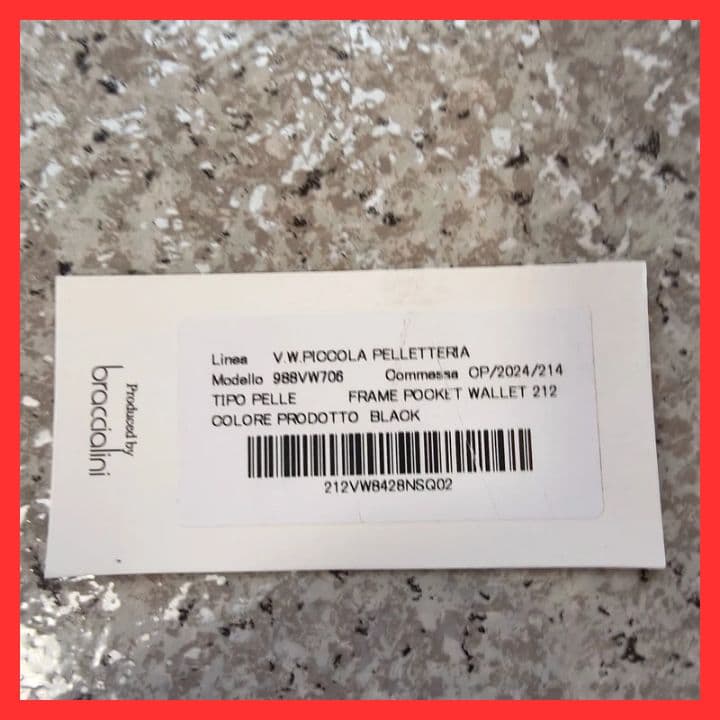 Linea V.W.PICCOLA PELLETTERIA
Modello 988VW706 Commessa OP/2024/214
TIPO PELLE FRAME POCKET WALLET 212
COLORE PRODOTTO BLACK
212VW8428NSQ02
Produced by
braccialini